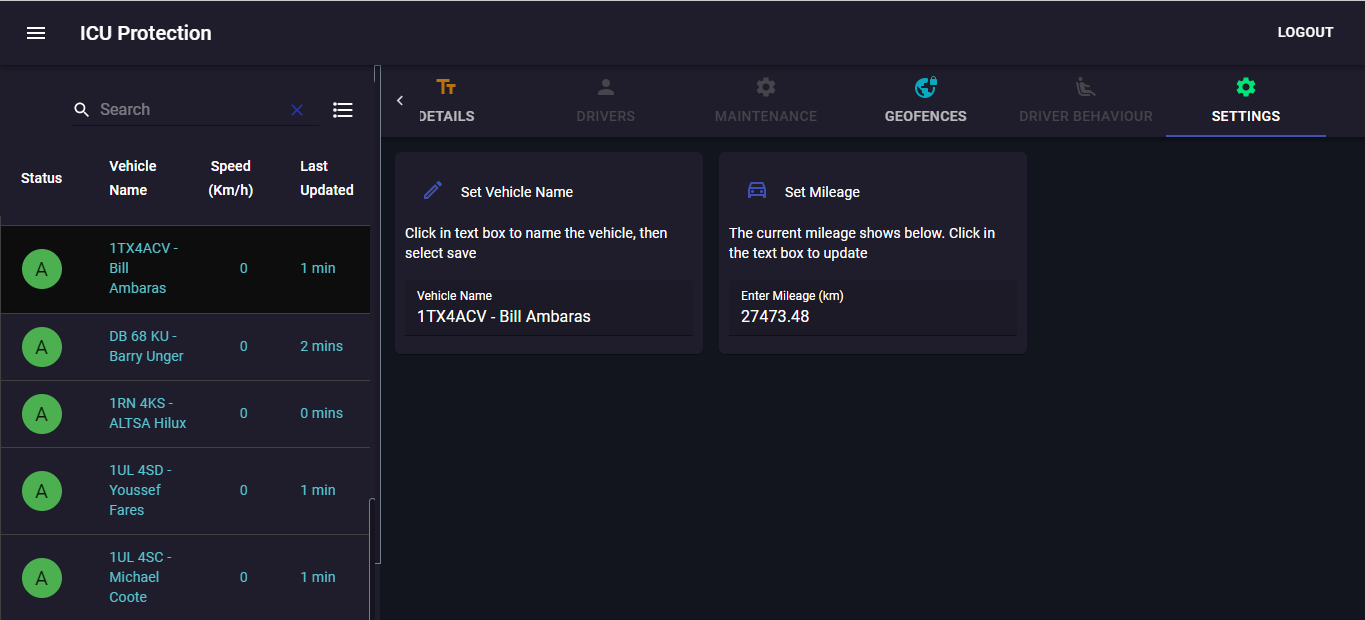 ICU Protection
LOGOUT
Search
Status
Vehicle
Name
Speed
(Km/h)
Last
Updated
A
1TX4ACV -
Bill
Ambaras
0
1 min
A
DB 68 KU -
Barry Unger
0
2 mins
A
1RN 4KS -
ALTSA Hilux
0
0 mins
A
1UL 4SD -
Youssef
Fares
0
1 min
A
1UL 4SC -
Michael
Coote
0
1 min
DETAILS
DRIVERS
MAINTENANCE
GEOFENCES
DRIVER BEHAVIOUR
SETTINGS
Set Vehicle Name
Click in text box to name the vehicle, then
select save
Vehicle Name
1TX4ACV - Bill Ambaras
Set Mileage
The current mileage shows below. Click in
the text box to update
Enter Mileage (km)
27473.48